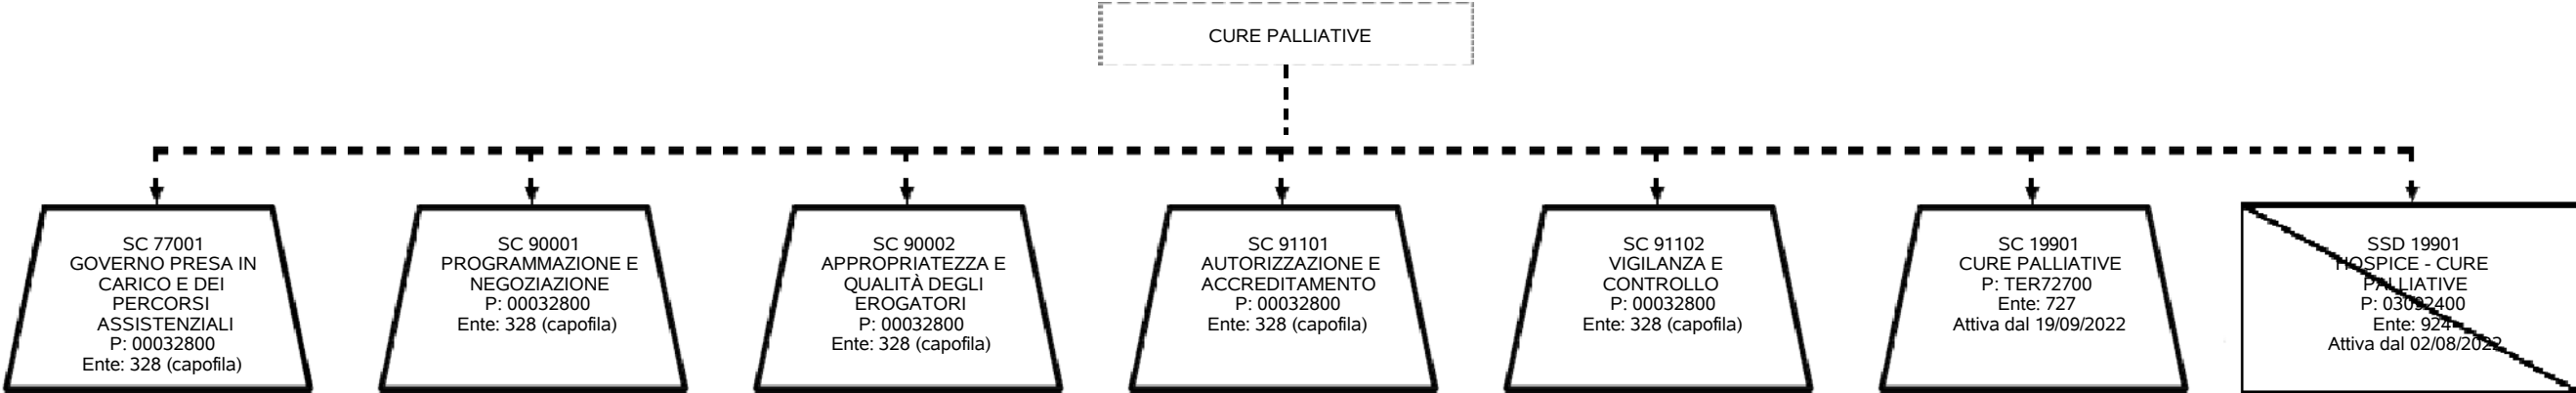 CURE PALLIATIVE
SC 77001
GOVERNO PRESA IN
CARICO E DEI
PERCORSI
ASSISTENZIALI
P: 00032800
Ente: 328 (capofila)
SC 90001
PROGRAMMAZIONE E
NEGOZIAZIONE
P: 00032800
Ente: 328 (capofila)
SC 90002
APPROPRIATEZZA E
QUALITÀ DEGLI
EROGATORI
P: 00032800
Ente: 328 (capofila)
SC 91101
AUTORIZZAZIONE E
ACCREDITAMENTO
P: 00032800
Ente: 328 (capofila)
SC 91102
VIGILANZA E
CONTROLLO
P: 00032800
Ente: 328 (capofila)
SC 19901
CURE PALLIATIVE
P: TER72700
Ente: 727
Attiva dal 19/09/2022
SSD 19901
HOSPICE - CURE
PALLIATIVE
P: 03092400
Ente: 924
Attiva dal 02/08/2022